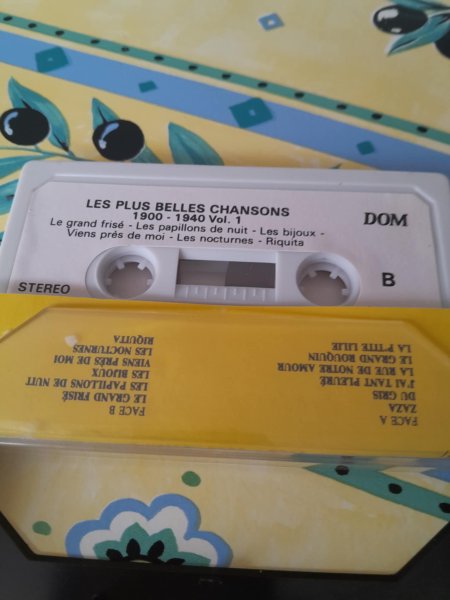 LES PLUS BELLES CHANSONS
1900 - 1940 Vol. 1
DOM
Le grand frisé - Les papillons de nuit - Les bijoux -
Viens prés de moi - Les nocturnes - Riquita
STEREO
B
FACE A
ZAZA
DU GRIS
J'AI TANT PLEURÉ
LA RUE DE NOTRE AMOUR
LE GRAND ROUQUIN
LA P'TITE LILIE
FACE B
LE GRAND FRISÉ
LES PAPILLONS DE NUIT
LES BIJOUX
VIENS PRÈS DE MOI
LES NOCTURNES
RIQUITA